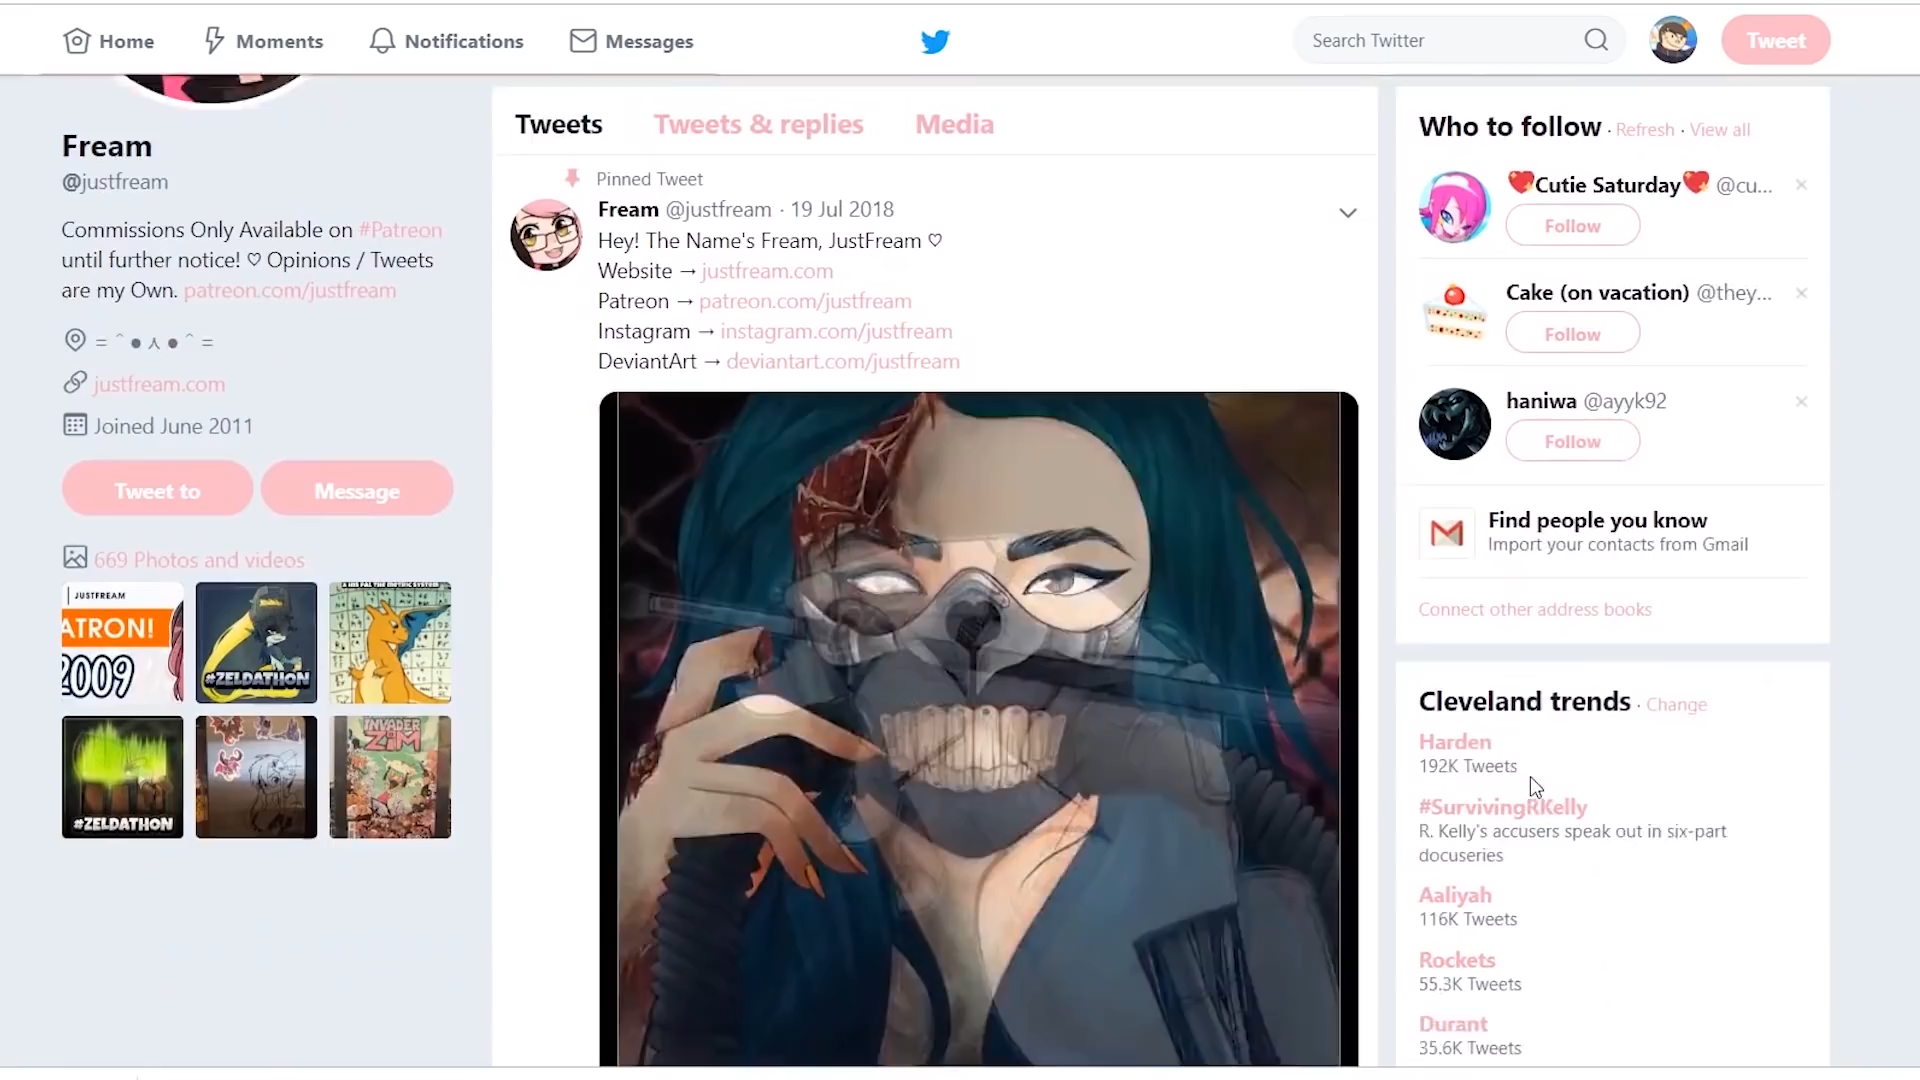 Home
Moments
Notifications
Messages
Search Twitter
Tweet
Fream
@justfream
Commissions Only Available on #Patreon
until further notice! ♡ Opinions / Tweets
are my Own. patreon.com/justfream
= ^ ● ⋏ ● ^ =
justfream.com
Joined June 2011
Tweet to
Message
669 Photos and videos
JUSTFREAM
ATRON!
2009
#ZELDATHON
#ZELDATHON
INVADER
ZIM
Tweets
Tweets & replies
Media
Pinned Tweet
Fream @justfream · 19 Jul 2018
Hey! The Name's Fream, JustFream ♡
Website → justfream.com
Patreon → patreon.com/justfream
Instagram → instagram.com/justfream
DeviantArt → deviantart.com/justfream
Who to follow · Refresh · View all
Cutie Saturday @cu...
Follow
Cake (on vacation) @they...
Follow
haniwa @ayyk92
Follow
Find people you know
Import your contacts from Gmail
Connect other address books
Cleveland trends · Change
Harden
192K Tweets
#SurvivingRKelly
R. Kelly's accusers speak out in six-part
docuseries
Aaliyah
116K Tweets
Rockets
55.3K Tweets
Durant
35.6K Tweets